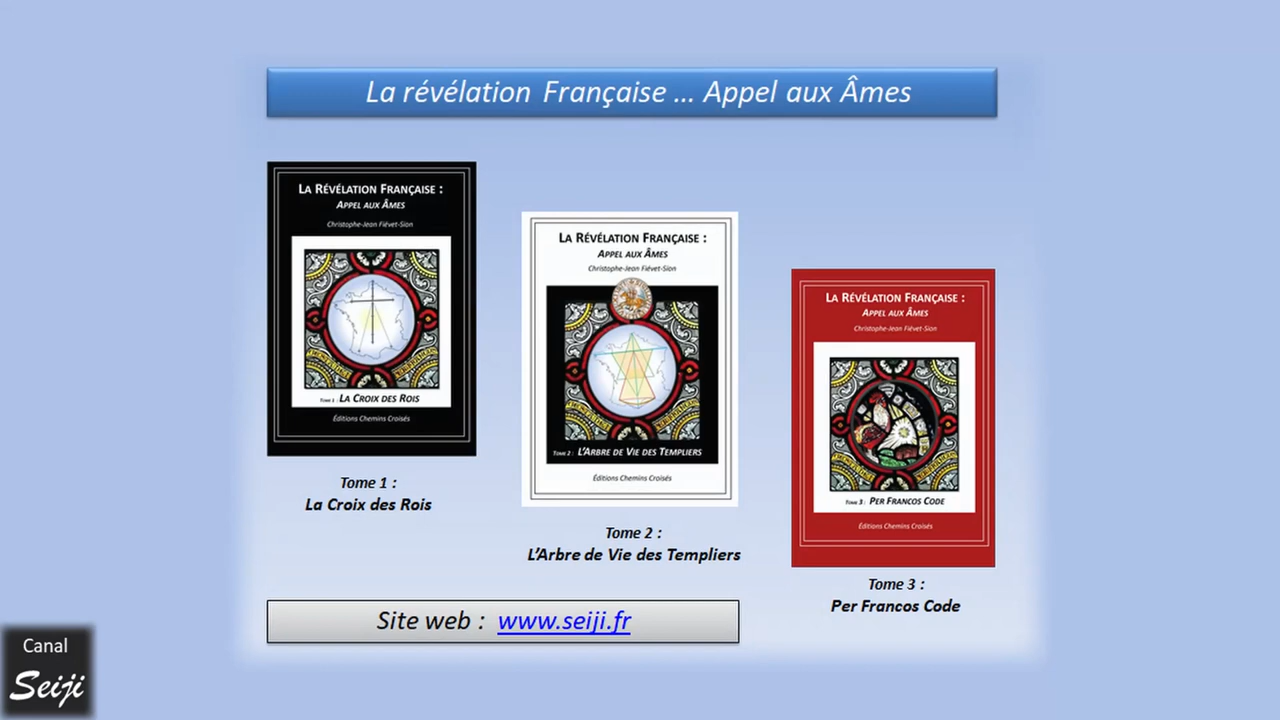 La révélation Française ... Appel aux Âmes
LA RÉVÉLATION FRANÇAISE :
APPEL AUX ÂMES
Christophe-Jean Fiévet-Sion
TOME 1 : LA CROIX DES ROIS
Éditions Chemins Croisés
Tome 1 :
La Croix des Rois
LA RÉVÉLATION FRANÇAISE :
APPEL AUX ÂMES
Christophe-Jean Fiévet-Sion
TOME 2 : L'ARBRE DE VIE DES TEMPLIERS
Éditions Chemins Croisés
Tome 2 :
L'Arbre de Vie des Templiers
LA RÉVÉLATION FRANÇAISE :
APPEL AUX ÂMES
Christophe-Jean Fiévet-Sion
TOME 3 : PER FRANCOS CODE
Éditions Chemins Croisés
Tome 3 :
Per Francos Code
Site web : www.seiji.fr
Canal
Seiji